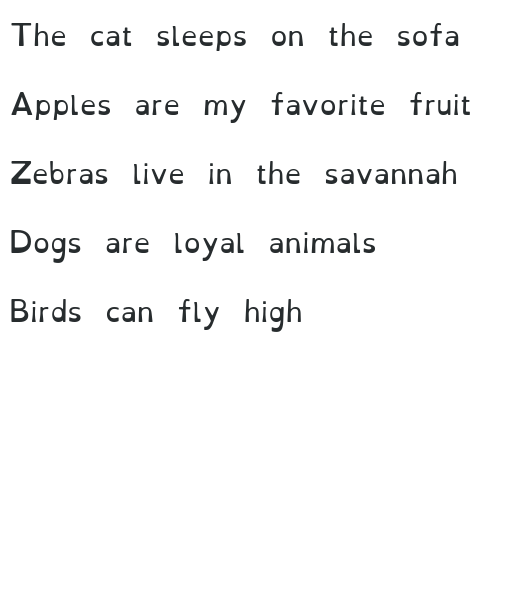 The cat sleeps on the sofa
Apples are my favorite fruit
Zebras live in the savannah
Dogs are loyal animals
Birds can fly high